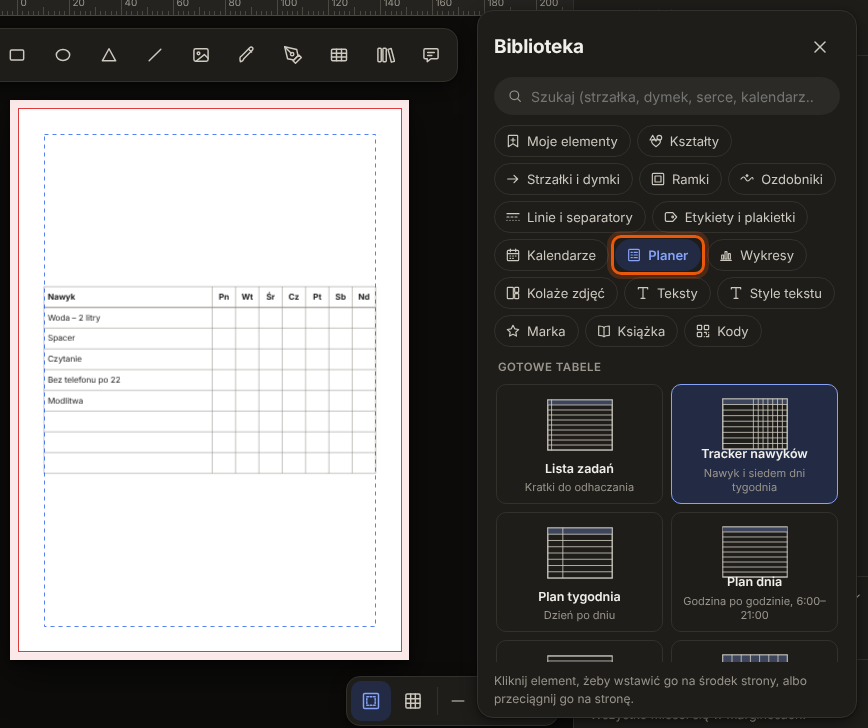 0 20 40 60 80 100 120 140 160 180 200
Biblioteka
Szukaj (strzałka, dymek, serce, kalendarz..
Moje elementy
Kształty
Strzałki i dymki
Ramki
Ozdobniki
Linie i separatory
Etykiety i plakietki
Kalendarze
Planer
Wykresy
Kolaże zdjęć
Teksty
Style tekstu
Marka
Książka
Kody
GOTOWE TABELE
Lista zadań
Kratki do odhaczania
Tracker nawyków
Nawyk i siedem dni
tygodnia
Plan tygodnia
Dzień po dniu
Plan dnia
Godzina po godzinie, 6:00–
21:00
Kliknij element, żeby wstawić go na środek strony, albo
przeciągnij go na stronę.
Nawyk Pn Wt Śr Cz Pt Sb Nd
Woda – 2 litry
Spacer
Czytanie
Bez telefonu po 22
Modlitwa